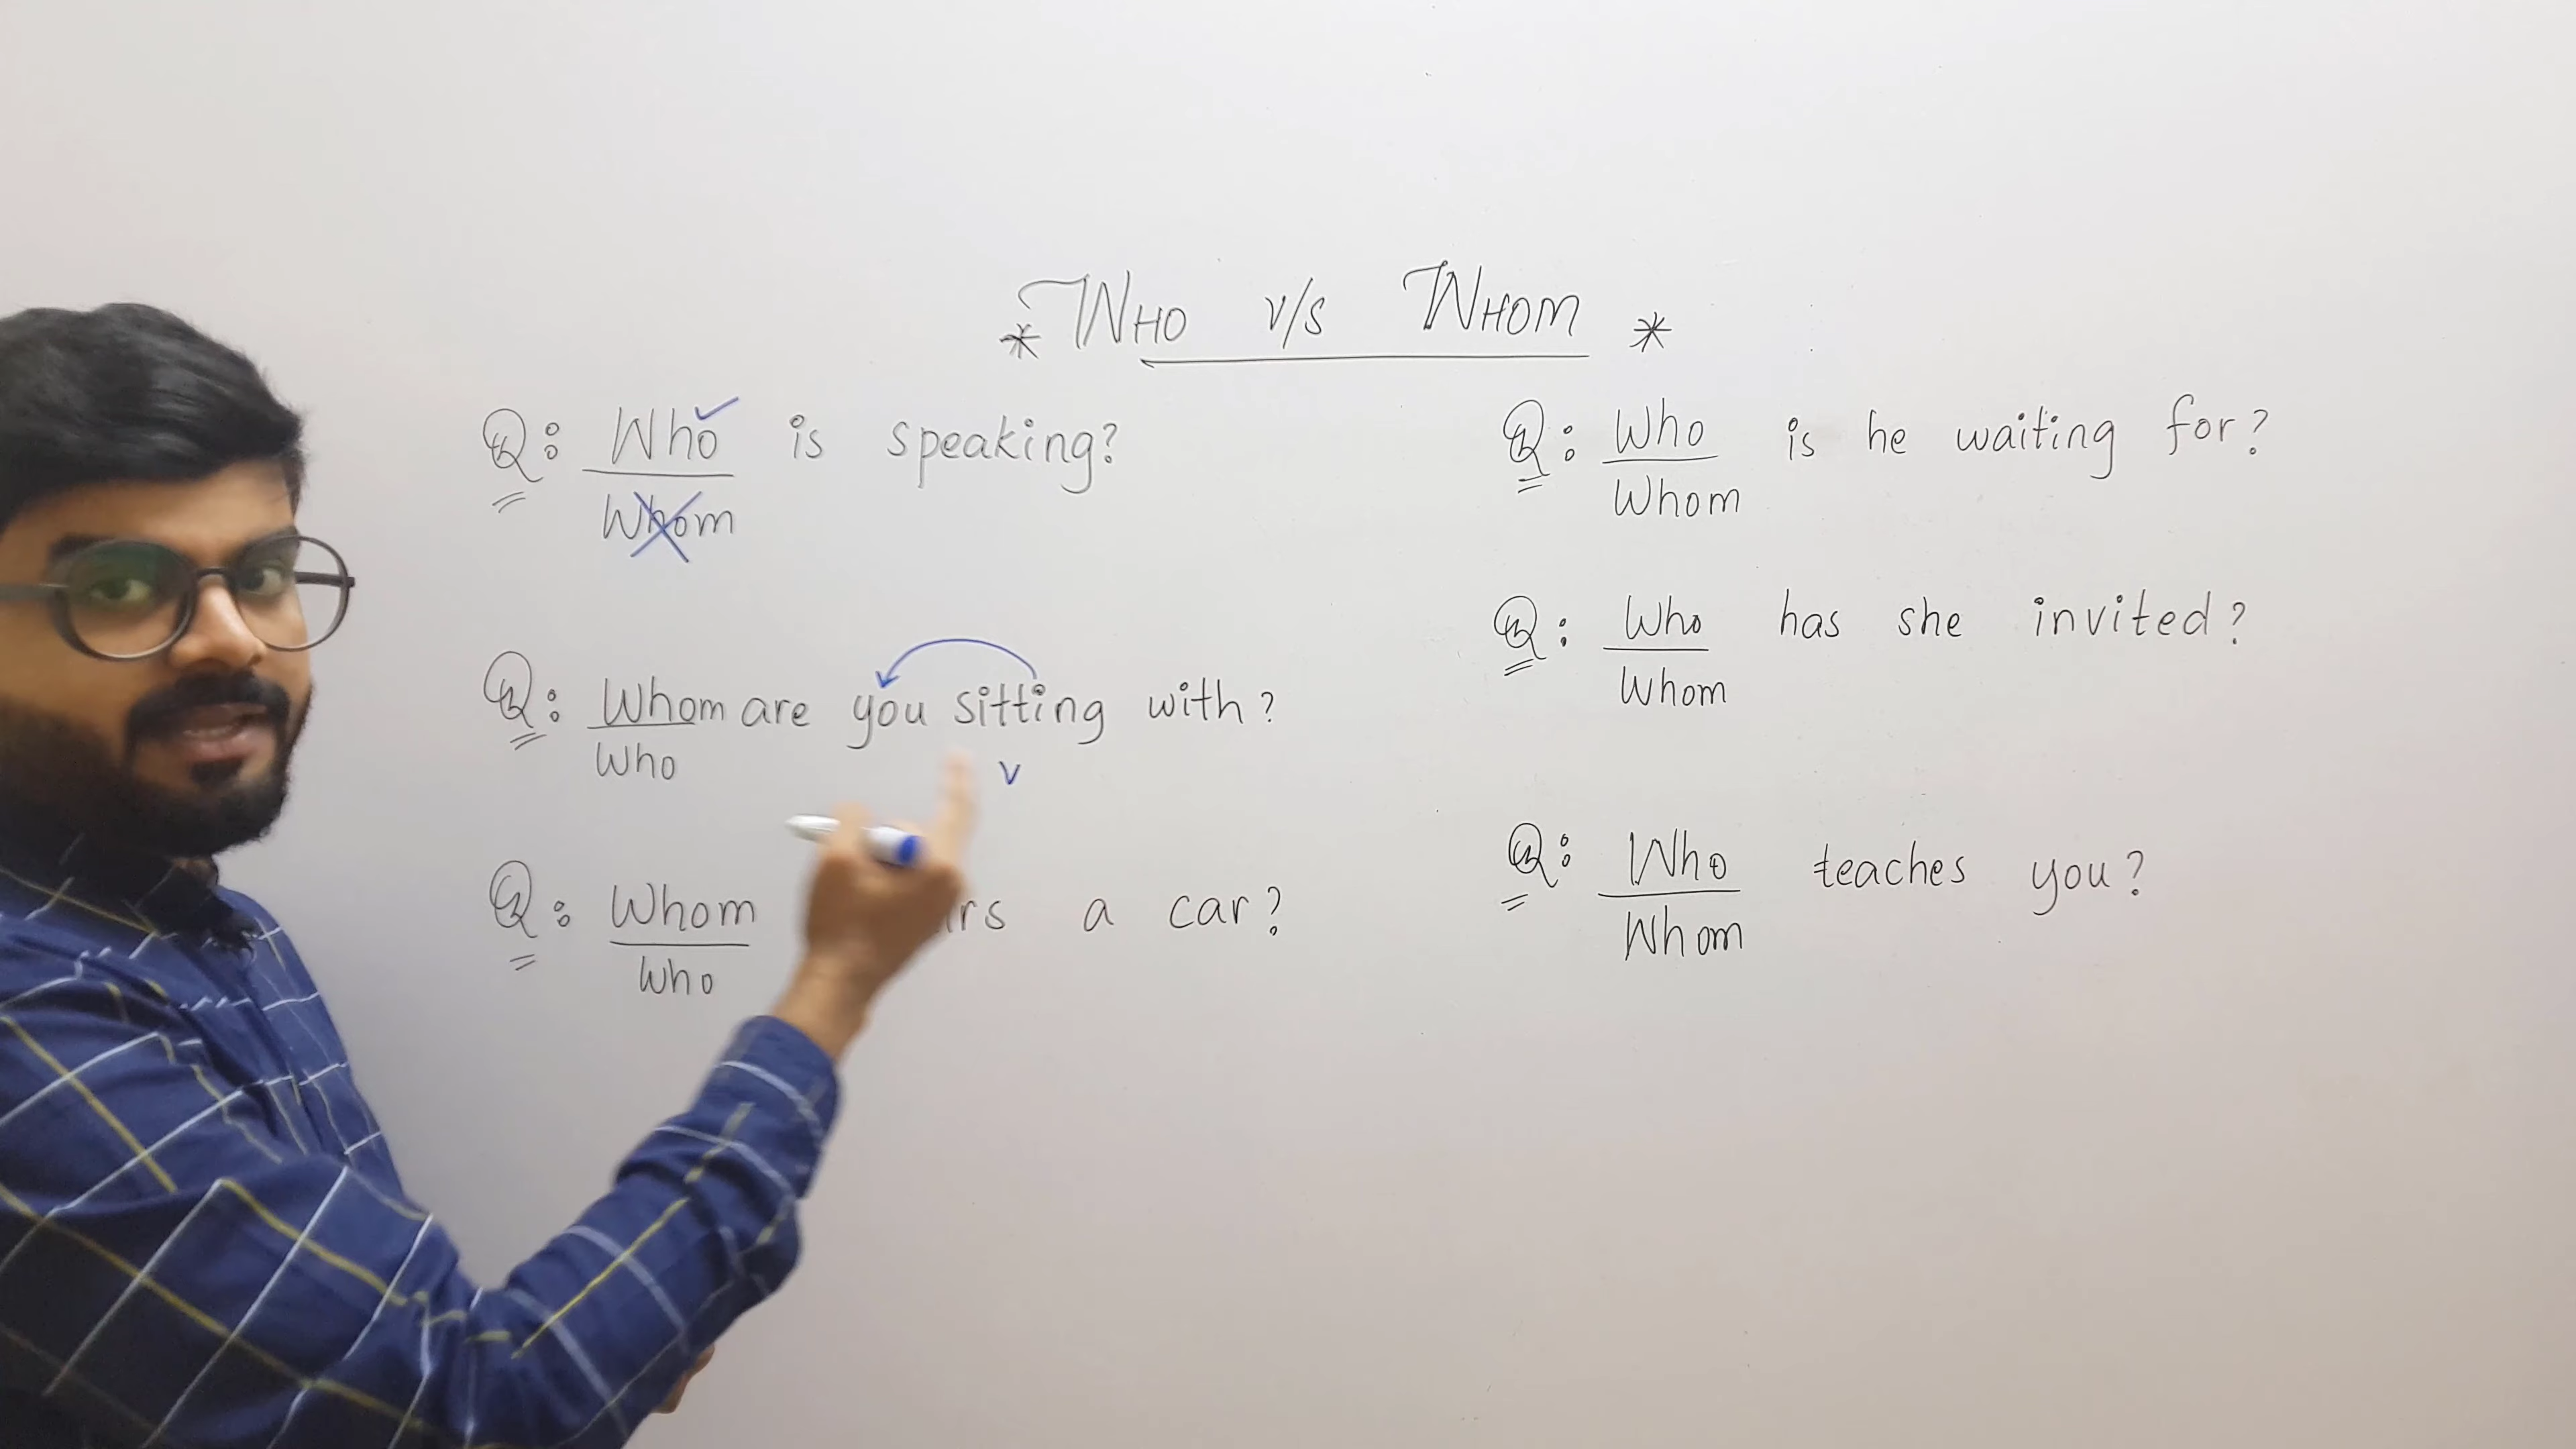 * WHO v/s WHOM *
Q: Who is speaking?
Whom
Q: Whom are you sitting with?
Who
V
Q: Whom a car?
Who
Q: Who is he waiting for?
Whom
Q: Who has she invited?
Whom
Q: Who teaches you?
Whom